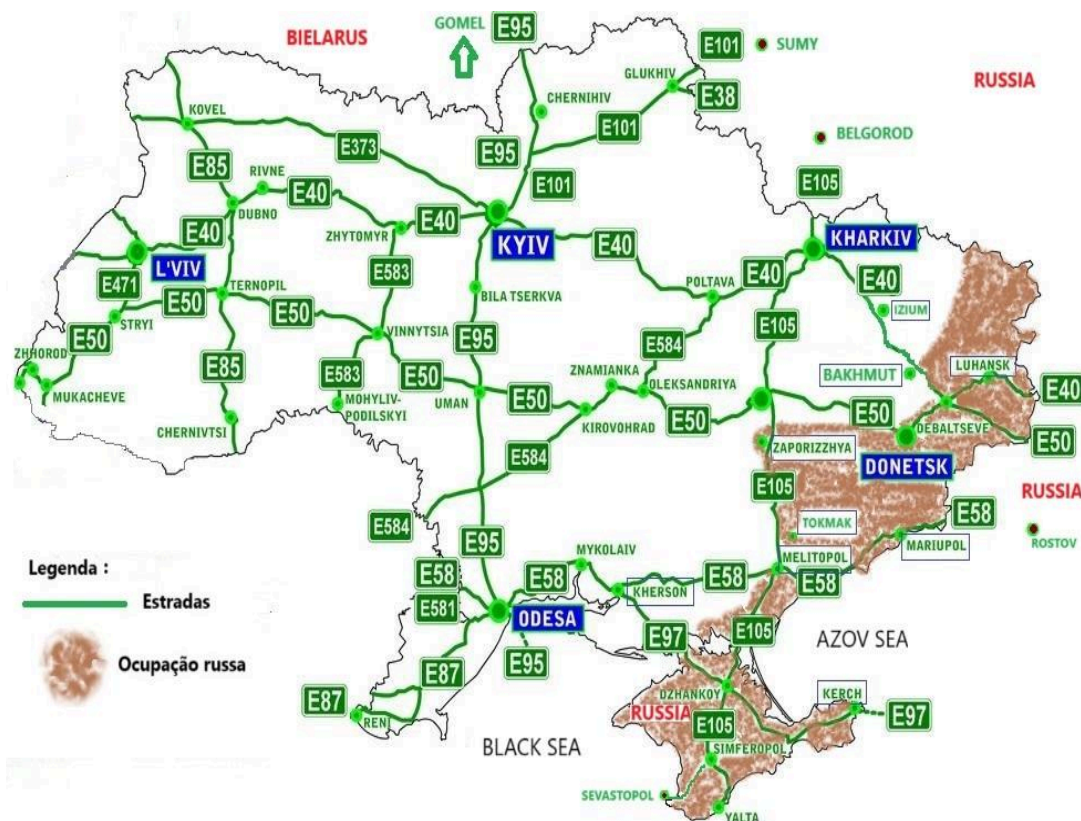 GOMEL
E95
BIELARUS
E101
SUMY
GLUKHIV
RUSSIA
E38
KOVEL
CHERNIHIV
E101
BELGOROD
E373
E95
E85
RIVNE
E101
E105
E40
DUBNO
E40
KYIV
KHARKIV
ZHYTOMYR
E40
E40
L'VIV
E40
E40
E471
E583
POLTAVA
TERNOPIL
BILA TSERKVA
E50
IZIUM
STRYI
E50
E105
VINNYTSIA
E95
E50
E584
ZHHOROD
BAKHMUT
LUHANSK
E85
E583
E50
ZNAMIANKA
OLEKSANDRIYA
E40
MUKACHEVE
MOHYLIV-
PODILSKYI
UMAN
E50
E50
E50
DEBALTSEVE
CHERNIVTSI
KIROVOHRAD
E50
ZAPORIZZHYA
E584
DONETSK
E105
RUSSIA
E584
E58
TOKMAK
ROSTOV
E95
MARIUPOL
MYKOLAIV
MELITOPOL
Legenda :
E58
E58
E58
E58
KHERSON
Estradas
E581
ODESA
E97
E105
AZOV SEA
E95
Ocupação russa
E87
DZHANKOY
KERCH
E87
RENI
RUSSIA
E97
E105
BLACK SEA
SIMFEROPOL
SEVASTOPOL
YALTA